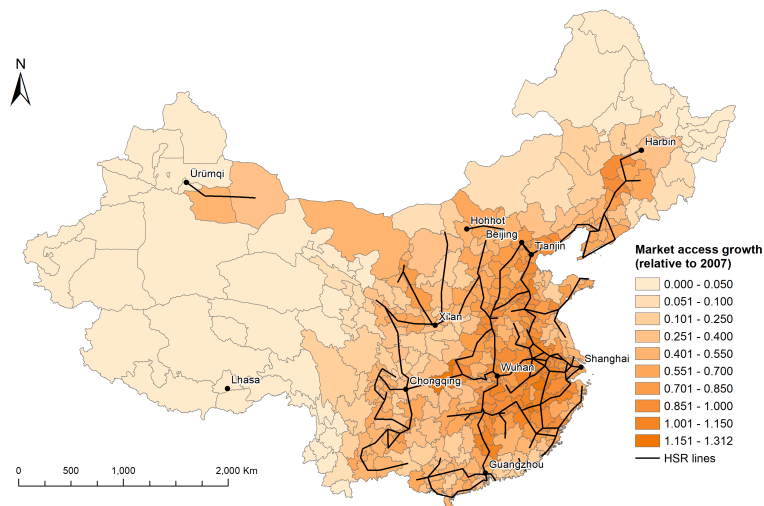 N
Harbin
Ürümqi
Hohhot
Beijing
Tianjin
Xi'an
Shanghai
Wuhan
Chongqing
Lhasa
Guangzhou
Market access growth
(relative to 2007)
0.000 - 0.050
0.051 - 0.100
0.101 - 0.250
0.251 - 0.400
0.401 - 0.550
0.551 - 0.700
0.701 - 0.850
0.851 - 1.000
1.001 - 1.150
1.151 - 1.312
HSR lines
0 500 1,000 2,000 Km